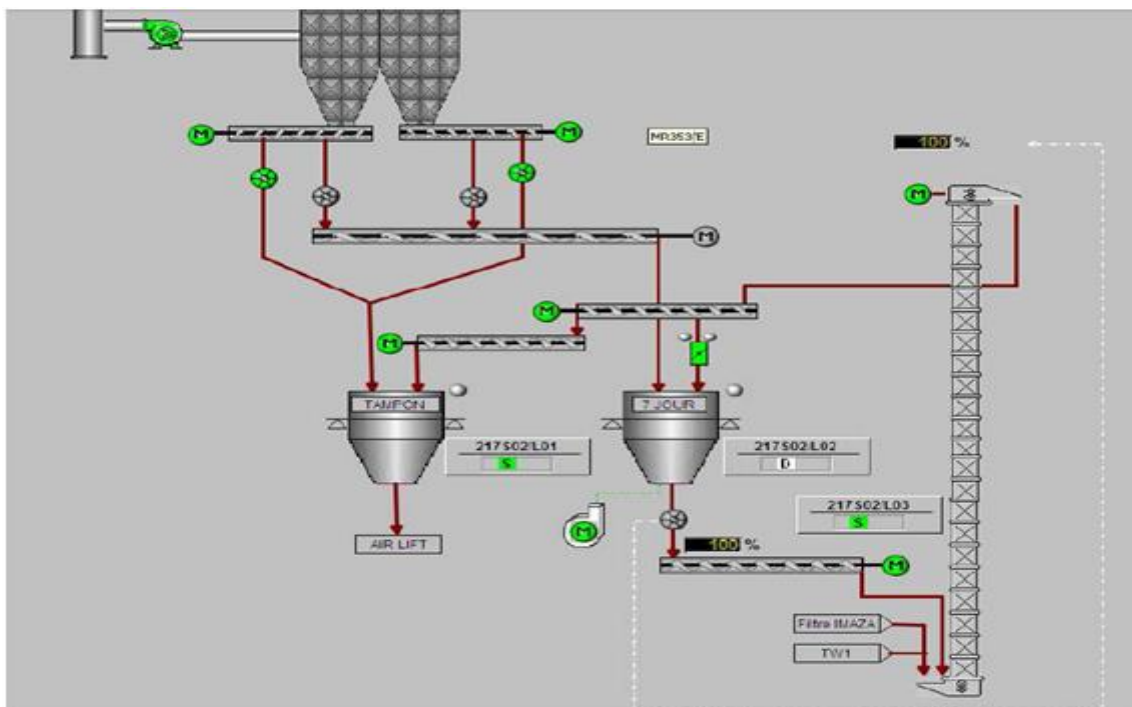 M
M
MR353/E
100 %
M
M
M
M
TAMPON
7 JOUR
217S02/L01
S
217S02/L02
D
217S02/L03
S
M
AIR LIFT
100 %
M
Filtre IMAZA
TW1